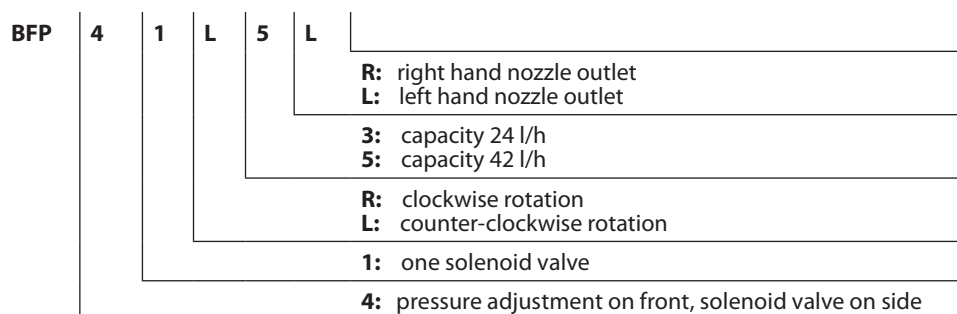 BFP 4 1 L 5 L
R: right hand nozzle outlet
L: left hand nozzle outlet
3: capacity 24 l/h
5: capacity 42 l/h
R: clockwise rotation
L: counter-clockwise rotation
1: one solenoid valve
4: pressure adjustment on front, solenoid valve on side